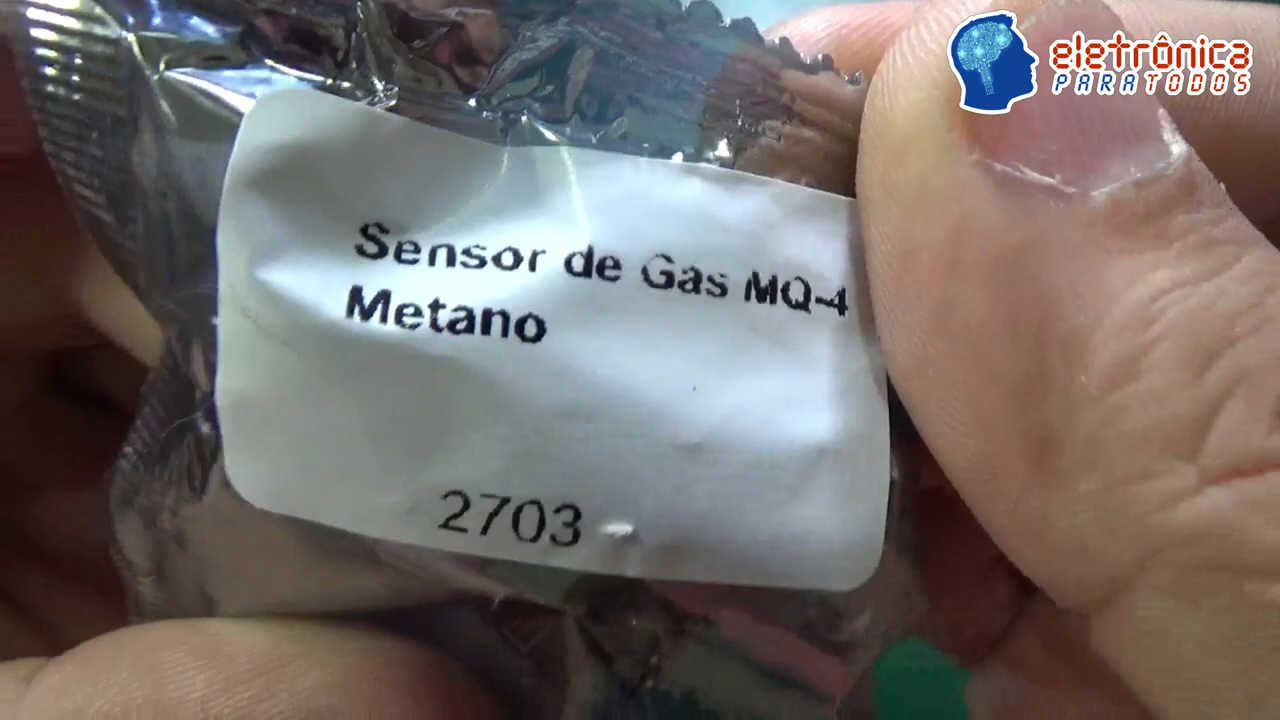 eletrônica
PARATODOS
Sensor de Gas MQ-4
Metano
2703